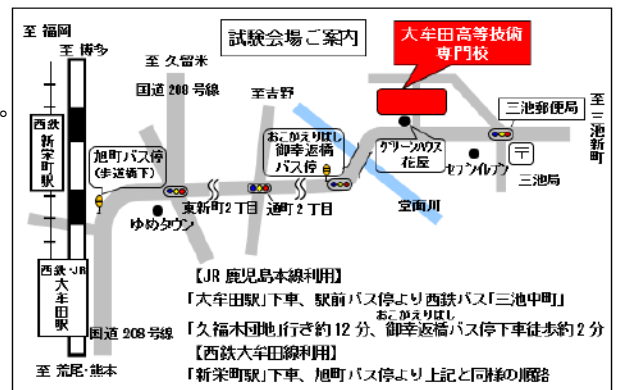 至 福岡
至 博多
試験会場ご案内
大牟田高等技術
専門校
至 久留米
国道 208 号線
至吉野
三池郵便局
至 三池新町
西鉄 新栄町駅
旭町バス停
(歩道橋下)
おこがえりばし
御幸返橋
バス停
グリーンハウス
花屋
セブンイレブン
〒
三池局
東新町2丁目
道町2丁目
堂面川
ゆめタウン
西鉄・JR
大牟田駅
国道 208 号線
至 荒尾・熊本
【JR 鹿児島本線利用】
「大牟田駅」下車、駅前バス停より西鉄バス「三池中町」
おこがえりばし
「久福木団地」行き約12分、御幸返橋バス停下車徒歩約2分
【西鉄大牟田線利用】
「新栄町駅」下車、旭町バス停より上記と同様の順路